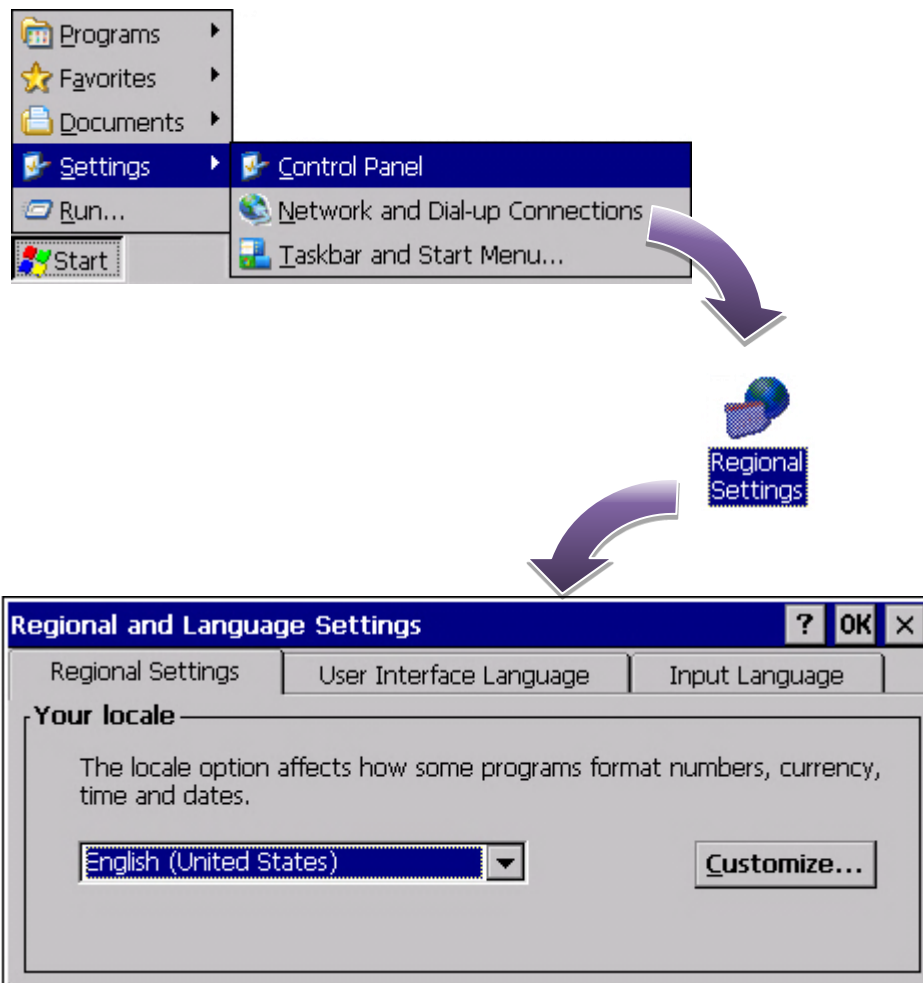 Programs
Favorites
Documents
Settings
Run...
Start
Control Panel
Network and Dial-up Connections
Taskbar and Start Menu...
Regional
Settings
Regional and Language Settings
? OK ×
Regional Settings
User Interface Language
Input Language
Your locale
The locale option affects how some programs format numbers, currency,
time and dates.
English (United States)
Customize...